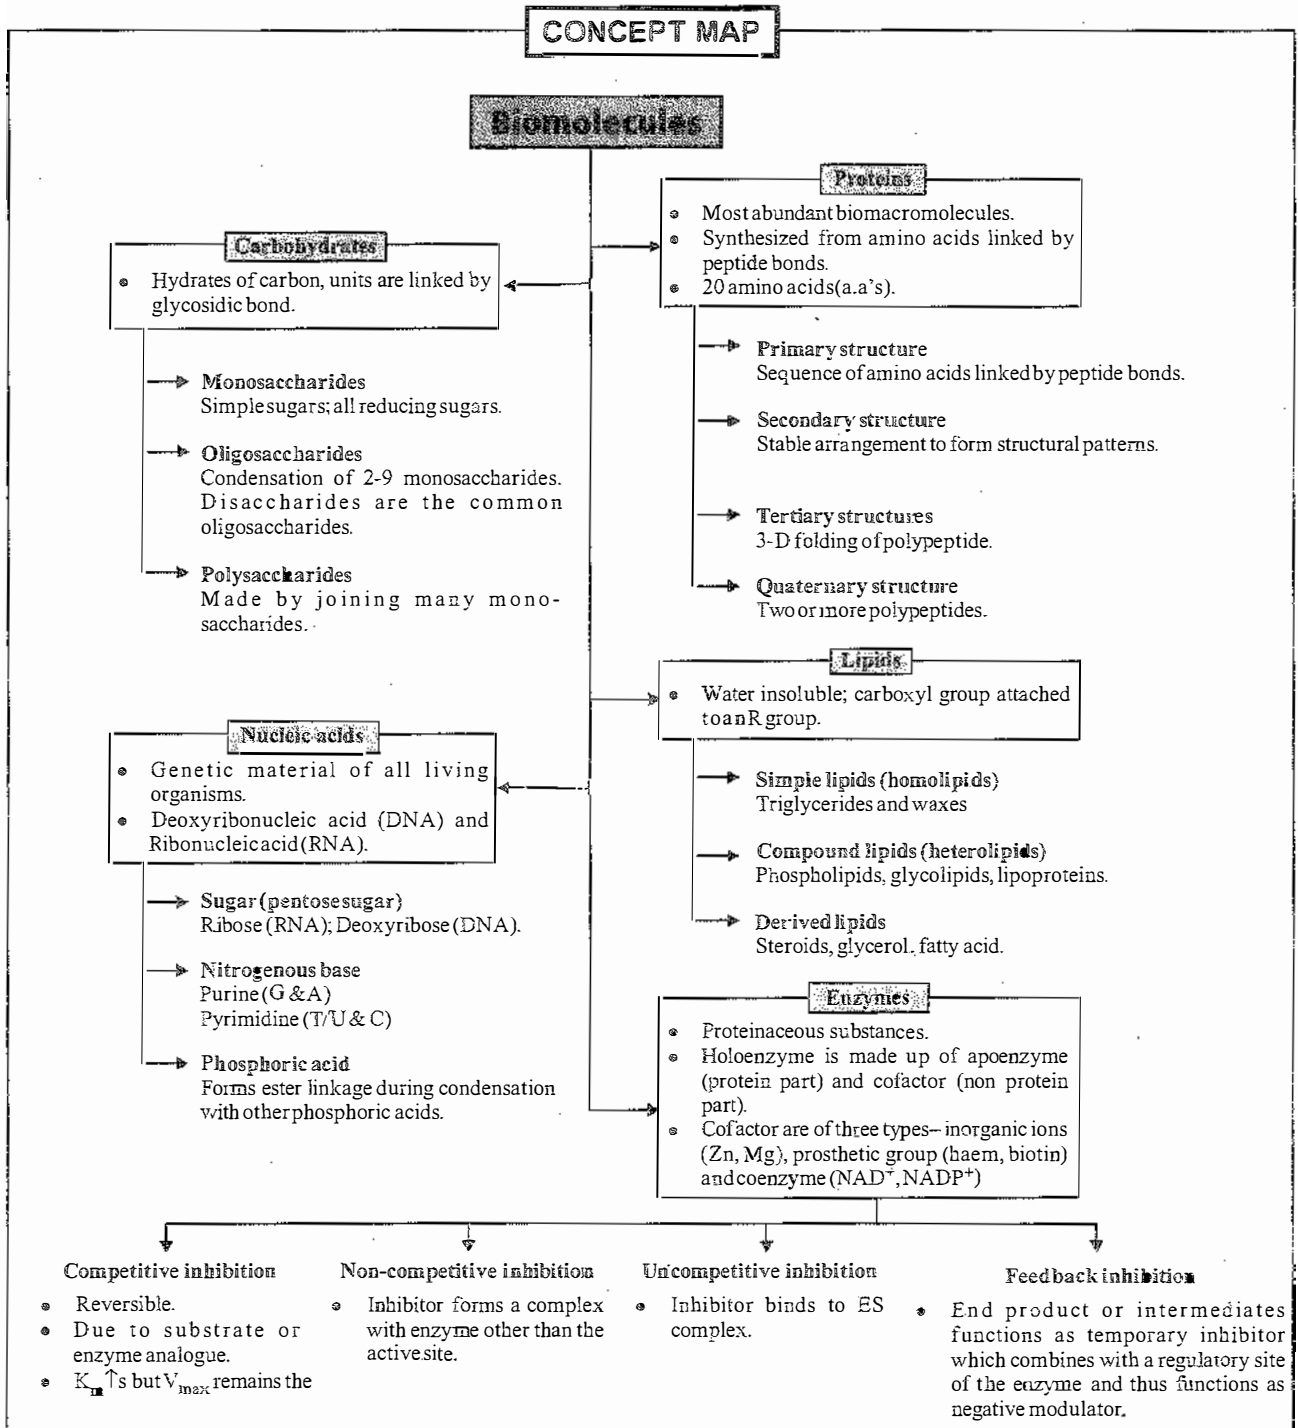 CONCEPT MAP
Biomolecules
Carbohydrates
• Hydrates of carbon, units are linked by
glycosidic bond.
Monosaccharides
Simple sugars; all reducing sugars.
Oligosaccharides
Condensation of 2-9 monosaccharides.
Disaccharides are the common
oligosaccharides.
Polysaccharides
Made by joining many mono-
saccharides.
Proteins
• Most abundant biomacromolecules.
• Synthesized from amino acids linked by
peptide bonds.
• 20 amino acids(a.a's).
Primary structure
Sequence of amino acids linked by peptide bonds.
Secondary structure
Stable arrangement to form structural patterns.
Tertiary structures
3-D folding of polypeptide.
Quaternary structure
Two or more polypeptides.
Nucleic acids
• Genetic material of all living
organisms.
• Deoxyribonucleic acid (DNA) and
Ribonucleic acid (RNA).
Sugar (pentose sugar)
Ribose (RNA); Deoxyribose (DNA).
Nitrogenous base
Purine (G & A)
Pyrimidine (T/U & C)
Phosphoric acid
Forms ester linkage during condensation
with other phosphoric acids.
Lipids
• Water insoluble; carboxyl group attached
to an R group.
Simple lipids (homolipids)
Triglycerides and waxes
Compound lipids (heterolipids)
Phospholipids, glycolipids, lipoproteins.
Derived lipids
Steroids, glycerol, fatty acid.
Enzymes
• Proteinaceous substances.
• Holoenzyme is made up of apoenzyme
(protein part) and cofactor (non protein
part).
• Cofactor are of three types– inorganic ions
(Zn, Mg), prosthetic group (haem, biotin)
and coenzyme (NAD⁺, NADP⁺)
Competitive inhibition
• Reversible.
• Due to substrate or
enzyme analogue.
• Kₘ ↑s but Vmax remains the
Non-competitive inhibition
• Inhibitor forms a complex
with enzyme other than the
active site.
Uncompetitive inhibition
• Inhibitor binds to ES
complex.
Feedback inhibition
• End product or intermediates
functions as temporary inhibitor
which combines with a regulatory site
of the enzyme and thus functions as
negative modulator.